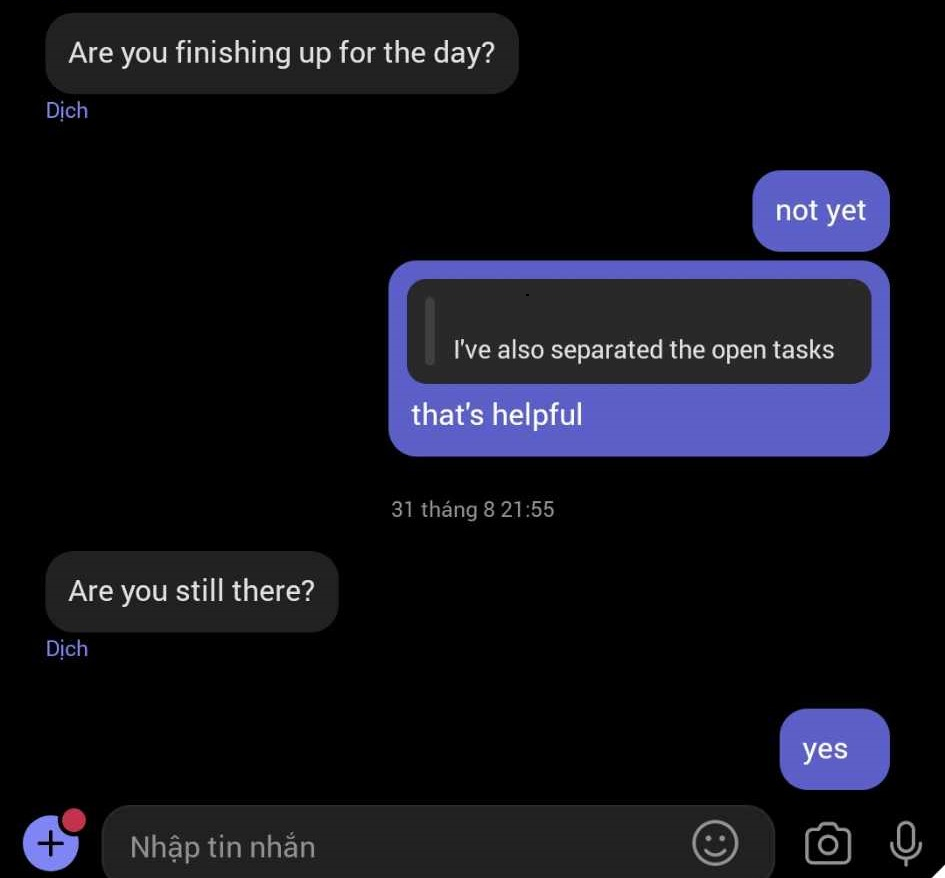 Are you finishing up for the day?
Dịch
not yet
I've also separated the open tasks
that's helpful
31 tháng 8 21:55
Are you still there?
Dịch
yes
Nhập tin nhắn